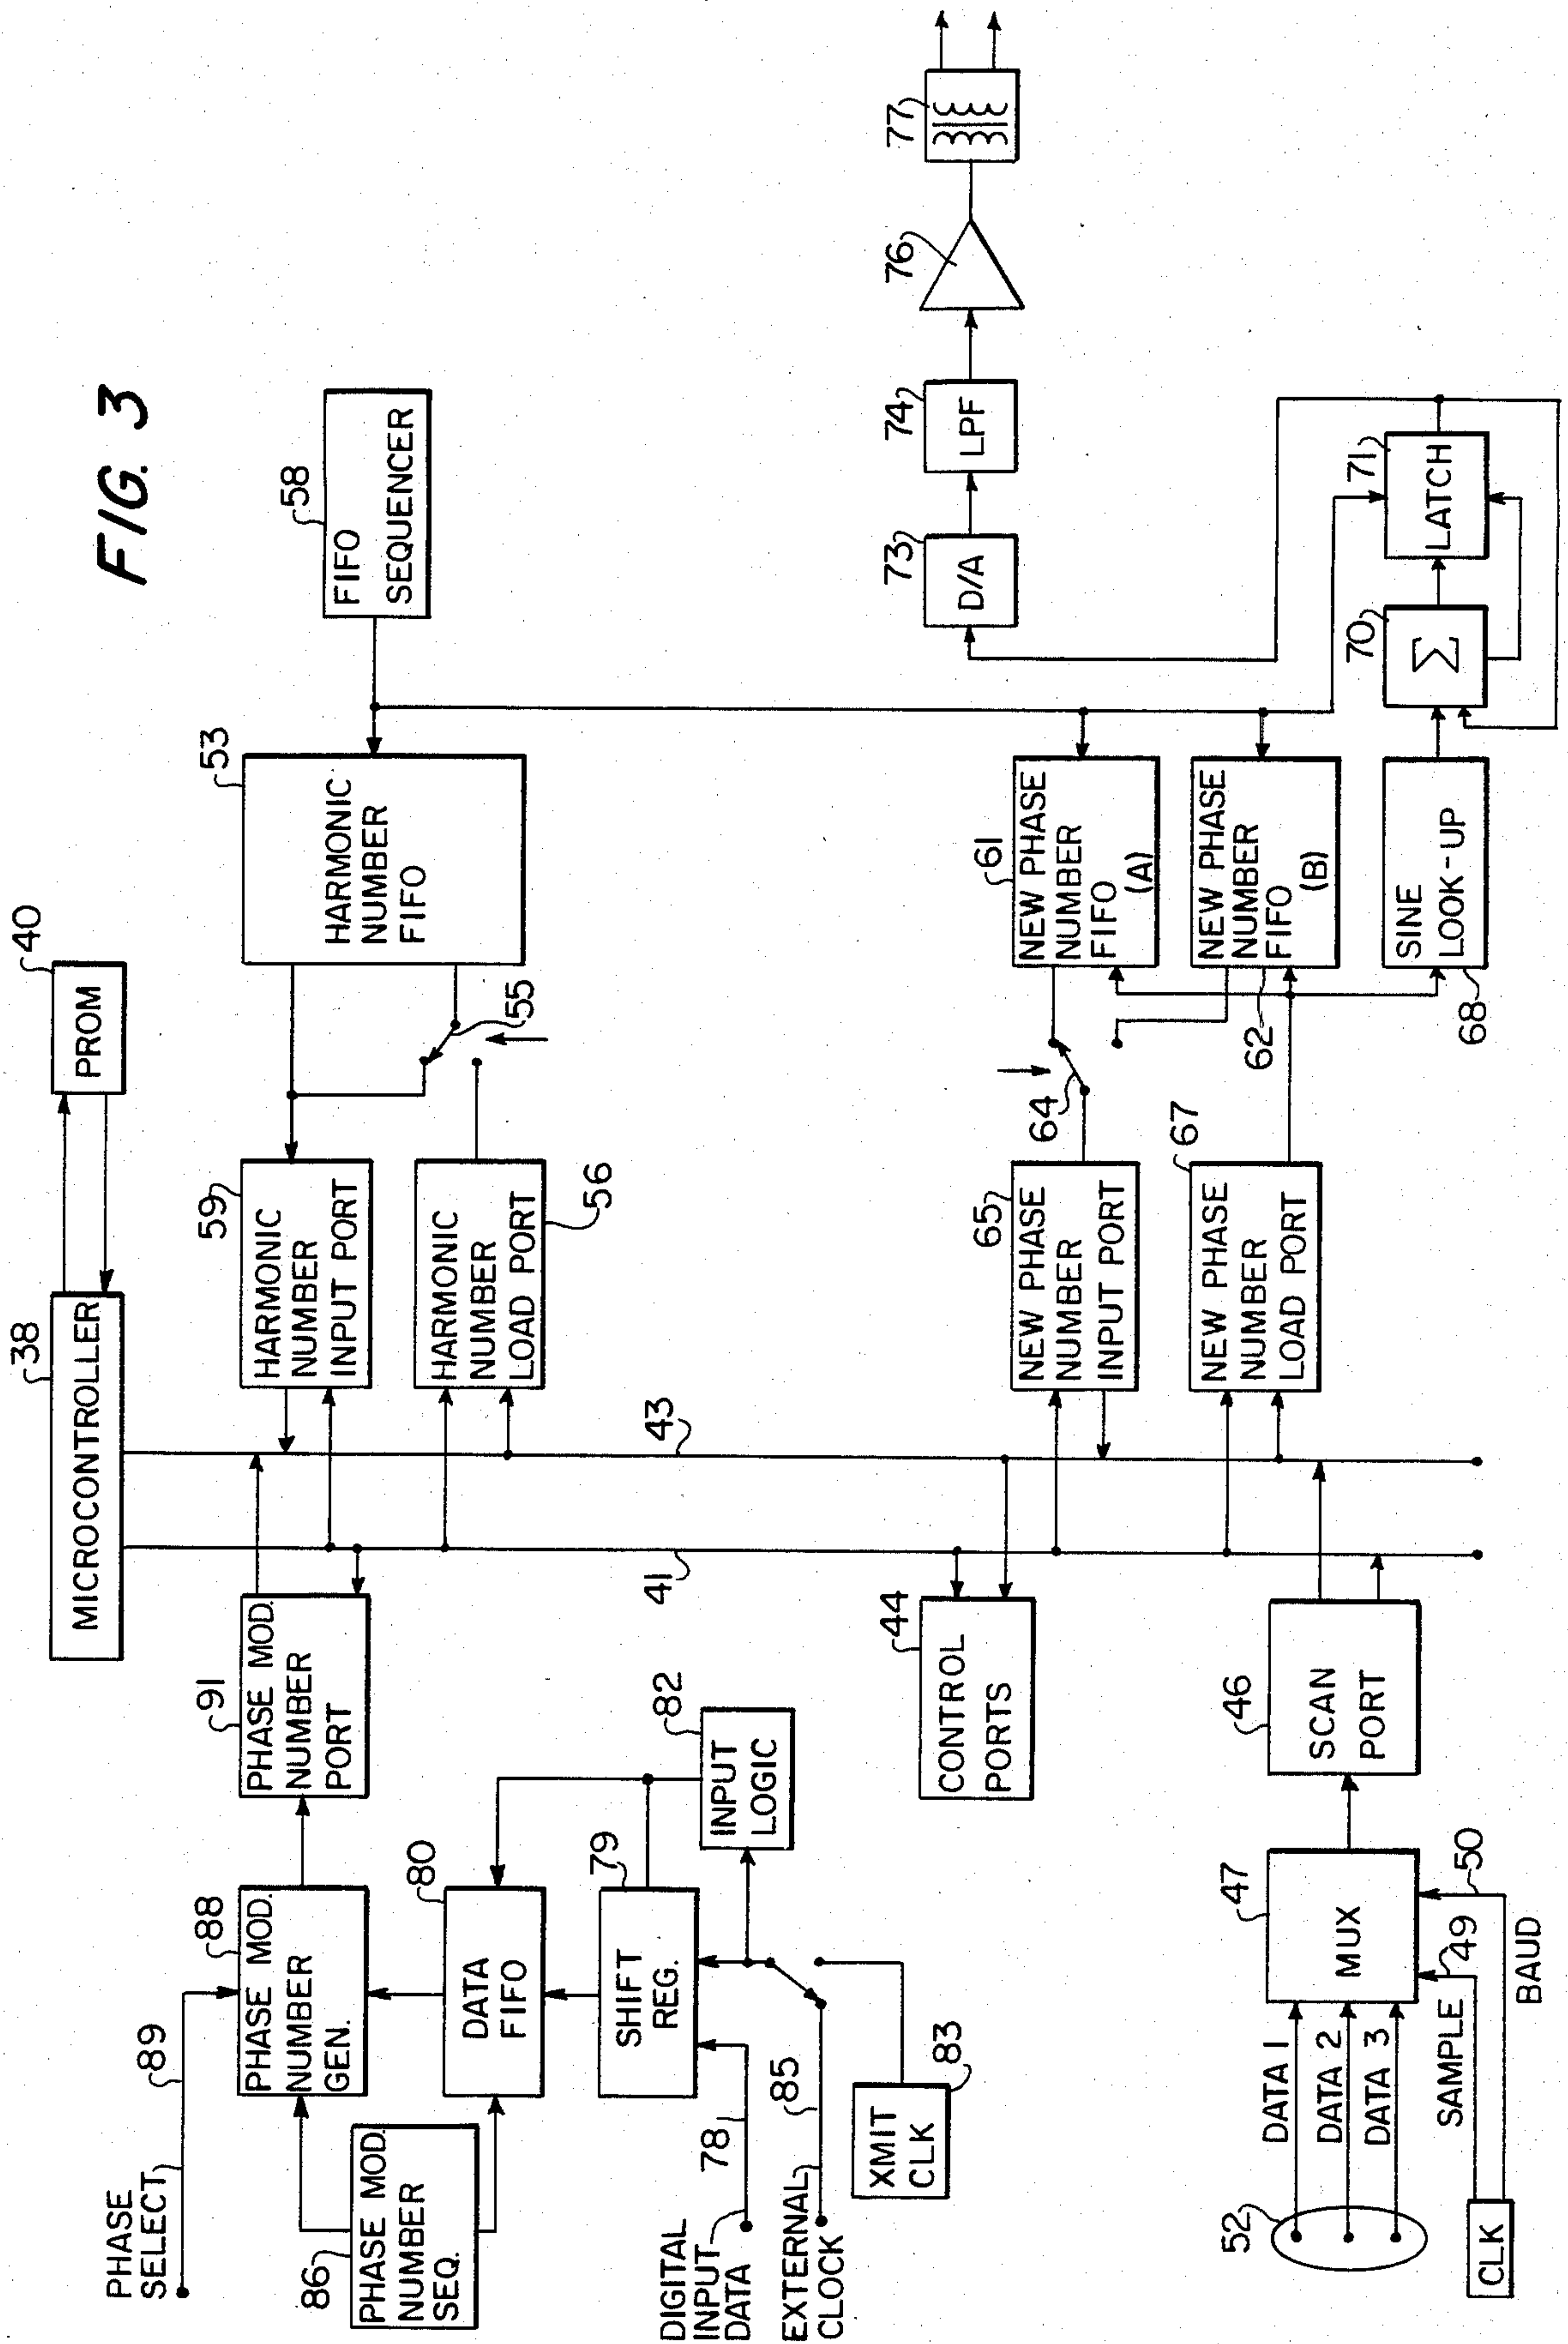 FIG. 3
38
MICROCONTROLLER
40
PROM
58
FIFO
SEQUENCER
53
HARMONIC
NUMBER
FIFO
55
59
HARMONIC
NUMBER
INPUT PORT
HARMONIC
NUMBER
LOAD PORT
56
PHASE
SELECT
89
88
PHASE MOD.
NUMBER
GEN.
91
PHASE MOD.
NUMBER
PORT
86
PHASE MOD.
NUMBER
SEQ.
80
DATA
FIFO
79
SHIFT
REG.
82
INPUT
LOGIC
DIGITAL
INPUT
DATA
78
EXTERNAL
CLOCK
85
XMIT
CLK
83
41
43
44
CONTROL
PORTS
77
76
74
LPF
73
D/A
61
NEW PHASE
NUMBER
FIFO
(A)
64
65
NEW PHASE
NUMBER
INPUT PORT
NEW PHASE
NUMBER
FIFO
(B)
62
67
NEW PHASE
NUMBER
LOAD PORT
SINE
LOOK-UP
68
70
Σ
71
LATCH
46
SCAN
PORT
47
MUX
DATA 1
DATA 2
DATA 3
52
SAMPLE
49
50
BAUD
CLK